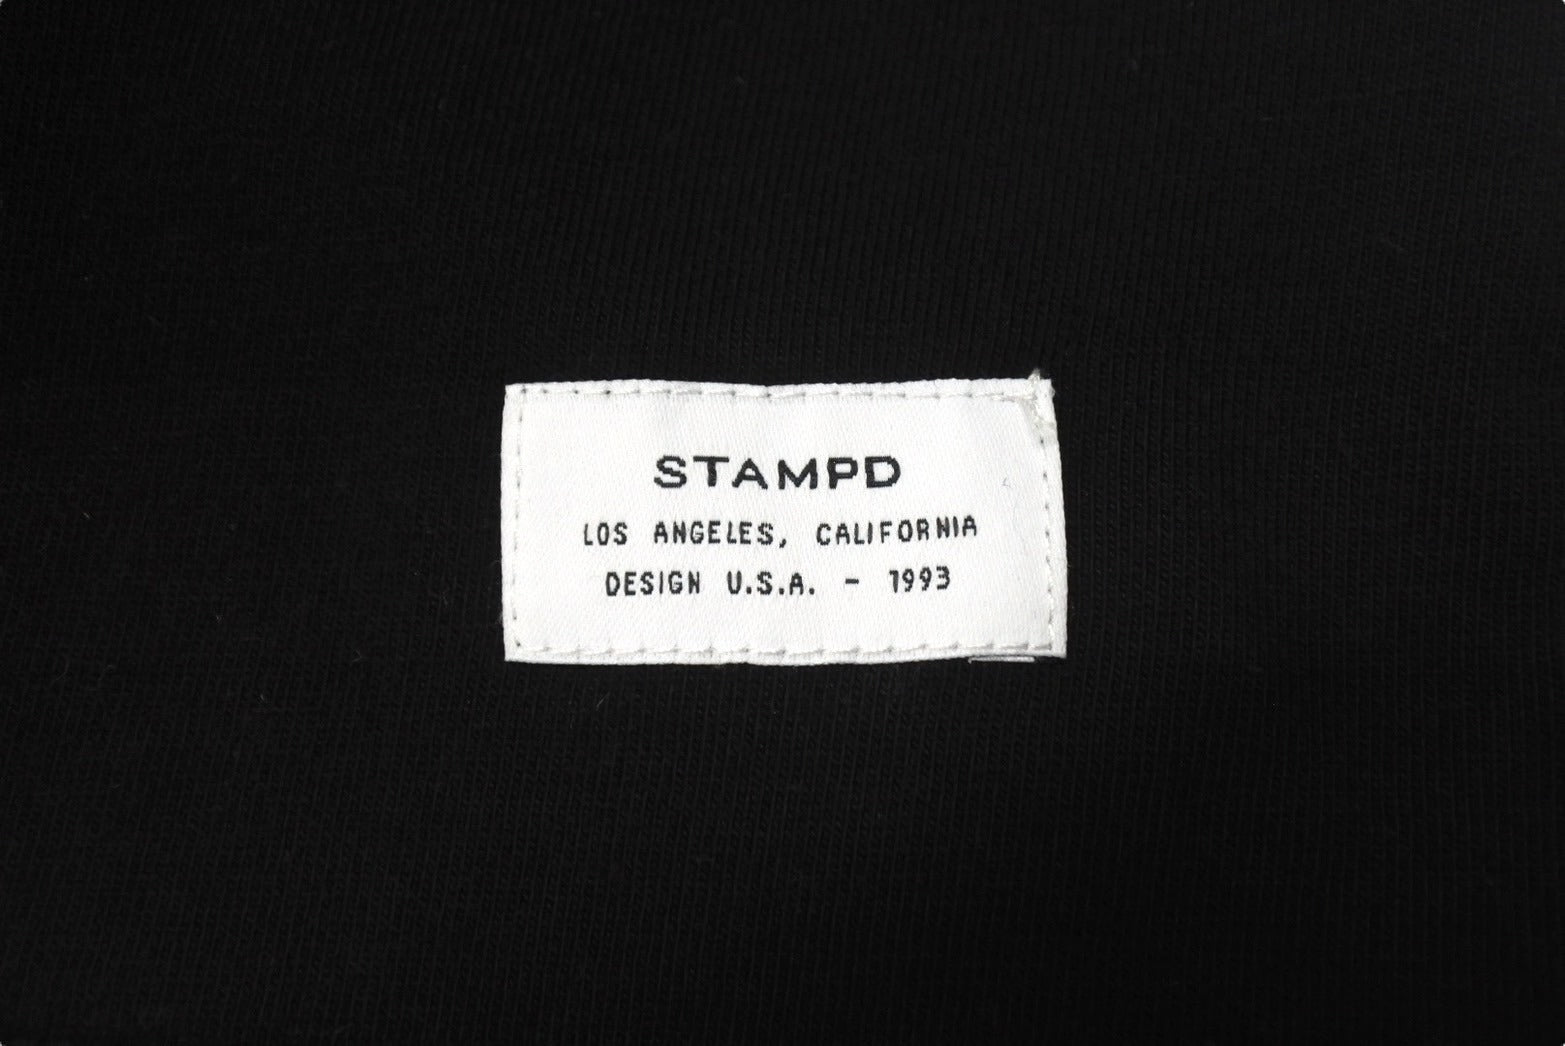 STAMPD
LOS ANGELES, CALIFORNIA
DESIGN U.S.A. - 1993